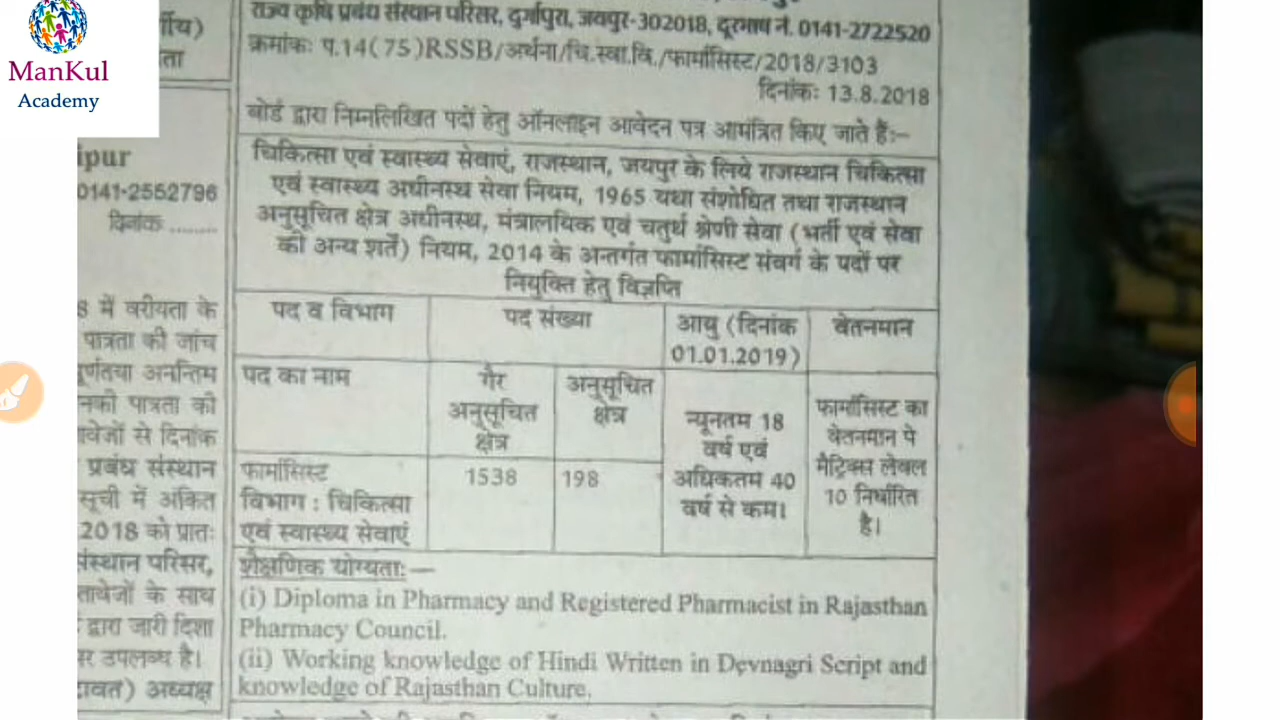 ManKul
Academy
र्गीय)
ता
ipur
0141-2552796
दिनांक ........
8 में वरीयता के
पात्रता की जांच
पूर्णतया अनन्तिम
नकी पात्रता की
वेजों से दिनांक
प्रबंध संस्थान
सूची में अंकित
2018 को प्रातः
संस्थान परिसर,
तावेजों के साथ
द्वारा जारी दिशा
पर उपलब्ध है।
अध्यक्ष
राज्य कृषि प्रबंध संस्थान परिसर, दुर्गापुरा, जयपुर-302018, दूरभाष नं. 0141-2722520
क्रमांकः प.14(75)RSSB/अर्थना/चि.स्वा.वि./फार्मासिस्ट/2018/3103
दिनांकः 13.8.2018
बोर्ड द्वारा निम्नलिखित पदों हेतु ऑनलाइन आवेदन पत्र आमंत्रित किए जाते हैं:–
चिकित्सा एवं स्वास्थ्य सेवाएं, राजस्थान, जयपुर के लिये राजस्थान चिकित्सा
एवं स्वास्थ्य अधीनस्थ सेवा नियम, 1965 यथा संशोधित तथा राजस्थान
अनुसूचित क्षेत्र अधीनस्थ, मंत्रालयिक एवं चतुर्थ श्रेणी सेवा (भर्ती एवं सेवा
की अन्य शर्तें) नियम, 2014 के अन्तर्गत फार्मासिस्ट संवर्ग के पदों पर
नियुक्ति हेतु विज्ञप्ति
पद व विभाग
पद संख्या
आयु (दिनांक
01.01.2019)
वेतनमान
पद का नाम
गैर
अनुसूचित
क्षेत्र
अनुसूचित
क्षेत्र
न्यूनतम 18
वर्ष एवं
अधिकतम 40
वर्ष से कम।
फार्मासिस्ट का
वेतनमान पे
मैट्रिक्स लेवल
10 निर्धारित
है।
फार्मासिस्ट
विभाग : चिकित्सा
एवं स्वास्थ्य सेवाएं
1538
198
शैक्षणिक योग्यताः—
(i) Diploma in Pharmacy and Registered Pharmacist in Rajasthan
Pharmacy Council.
(ii) Working knowledge of Hindi Written in Devnagri Script and
knowledge of Rajasthan Culture.